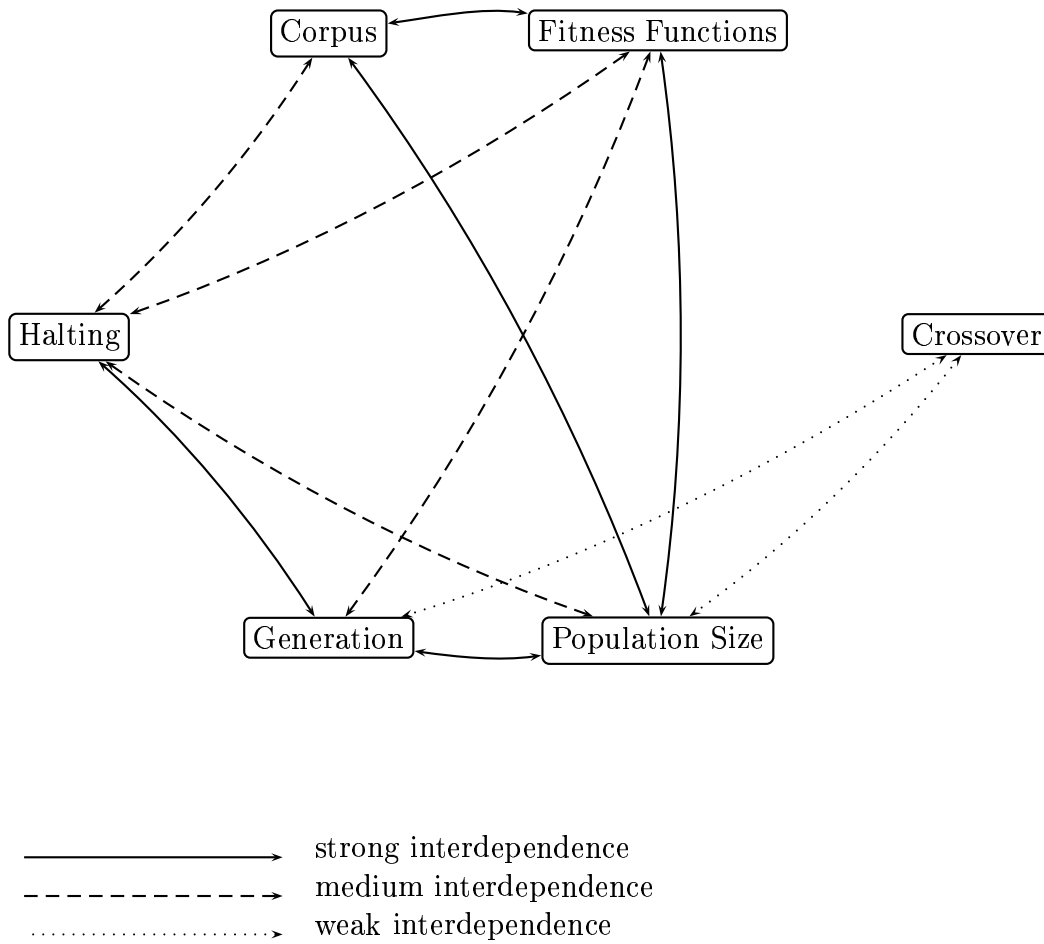 Corpus
Fitness Functions
Halting
Crossover
Generation
Population Size
strong interdependence
medium interdependence
weak interdependence